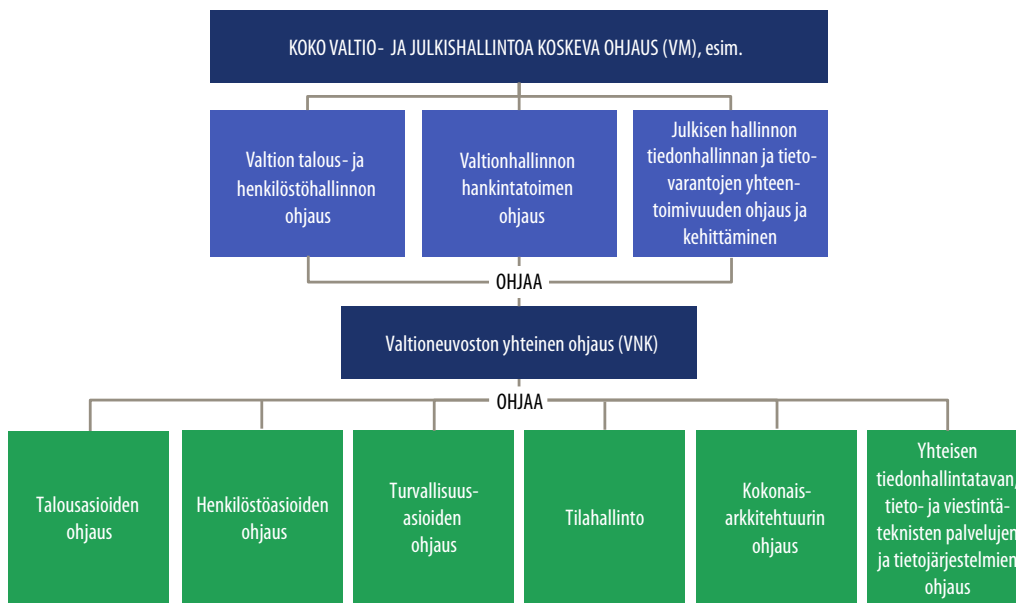 KOKO VALTIO- JA JULKISHALLINTOA KOSKEVA OHJAUS (VM), esim.
Valtion talous- ja
henkilöstöhallinnon
ohjaus
Valtionhallinnon
hankintatoimen
ohjaus
Julkisen hallinnon
tiedonhallinnan ja tieto-
varantojen yhteen-
toimivuuden ohjaus ja
kehittäminen
OHJAA
Valtioneuvoston yhteinen ohjaus (VNK)
OHJAA
Talousasioiden
ohjaus
Henkilöstöasioiden
ohjaus
Turvallisuus-
asioiden
ohjaus
Tilahallinto
Kokonais-
arkkitehtuurin
ohjaus
Yhteisen
tiedonhallintatavan,
tieto- ja viestintä-
teknisten palvelujen
ja tietojärjestelmien
ohjaus